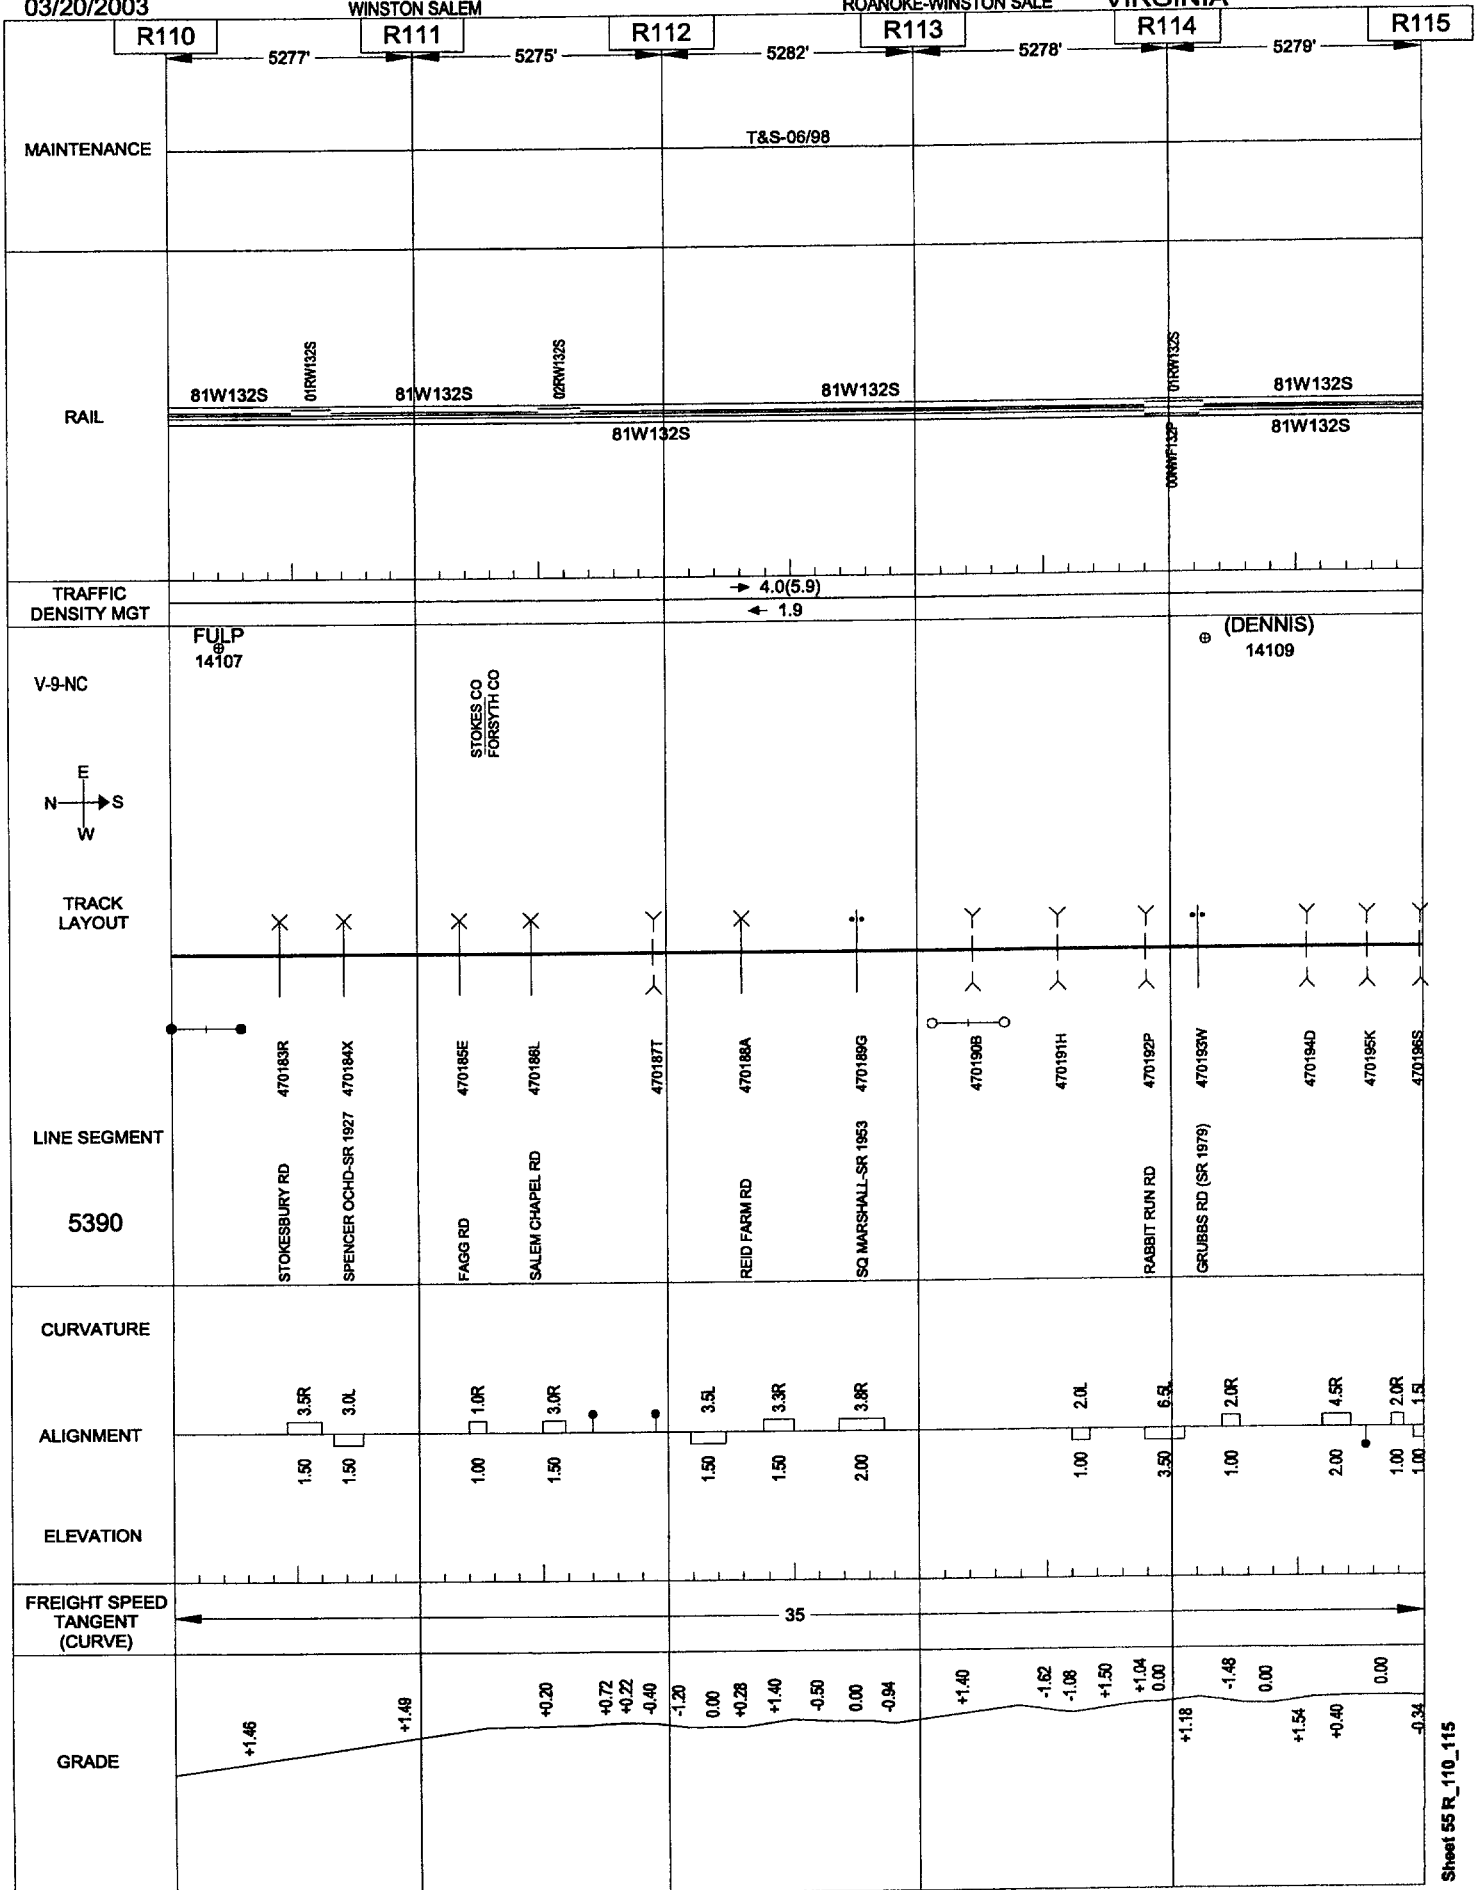 03/20/2003 WINSTON SALEM ROANOKE-WINSTON SALE VIRGINIA
R110 R111 R112 R113 R114 R115
5277' 5275' 5282' 5278' 5279'
MAINTENANCE
T&S-06/98
RAIL
81W132S 01RW132S 81W132S 02RW132S 81W132S 01RW132S 81W132S
81W132S 81W132S
TRAFFIC
DENSITY MGT
4.0(5.9)
1.9
FULP
14107
(DENNIS)
14109
V-9-NC
STOKES CO
FORSYTH CO
E
N S
W
TRACK
LAYOUT
470183R 470184X 470185E 470186L 470187T 470188A 470189G 470190B 470191H 470192P 470193W 470194D 470195K 470196S
LINE SEGMENT
5390
STOKESBURY RD
SPENCER OCHD-SR 1927
FAGG RD
SALEM CHAPEL RD
REID FARM RD
SQ MARSHALL-SR 1953
RABBIT RUN RD
GRUBBS RD (SR 1979)
CURVATURE
3.5R 3.0L 1.0R 3.0R 3.5L 3.3R 3.8R 2.0L 6.5L 2.0R 4.5R 2.0R 1.5L
ALIGNMENT
1.50 1.50 1.00 1.50 1.50 1.50 2.00 1.00 3.50 1.00 2.00 1.00 1.00
ELEVATION
FREIGHT SPEED
TANGENT
(CURVE)
35
GRADE
+1.46 +1.49 +0.20 +0.72 +0.22 -0.40 -1.20 0.00 +0.28 +1.40 -0.50 0.00 -0.94 +1.40 -1.62 -1.08 +1.50 +1.04 0.00 +1.18 -1.48 0.00 +1.54 +0.40 0.00 -0.34
Sheet 55 R_110_115